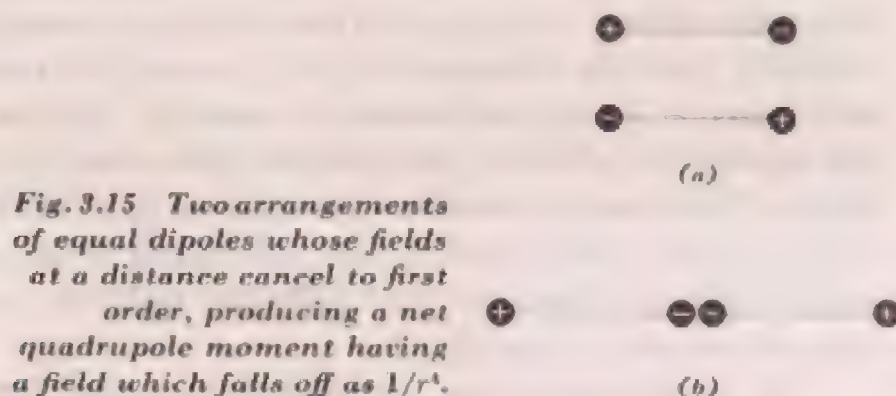 (a)
Fig. 3.15 Two arrangements
of equal dipoles whose fields
at a distance cancel to first
order, producing a net
quadrupole moment having
a field which falls off as 1/r⁴.
(b)